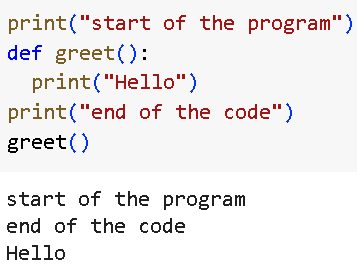 print("start of the program")
def greet():
  print("Hello")
print("end of the code")
greet()
start of the program
end of the code
Hello